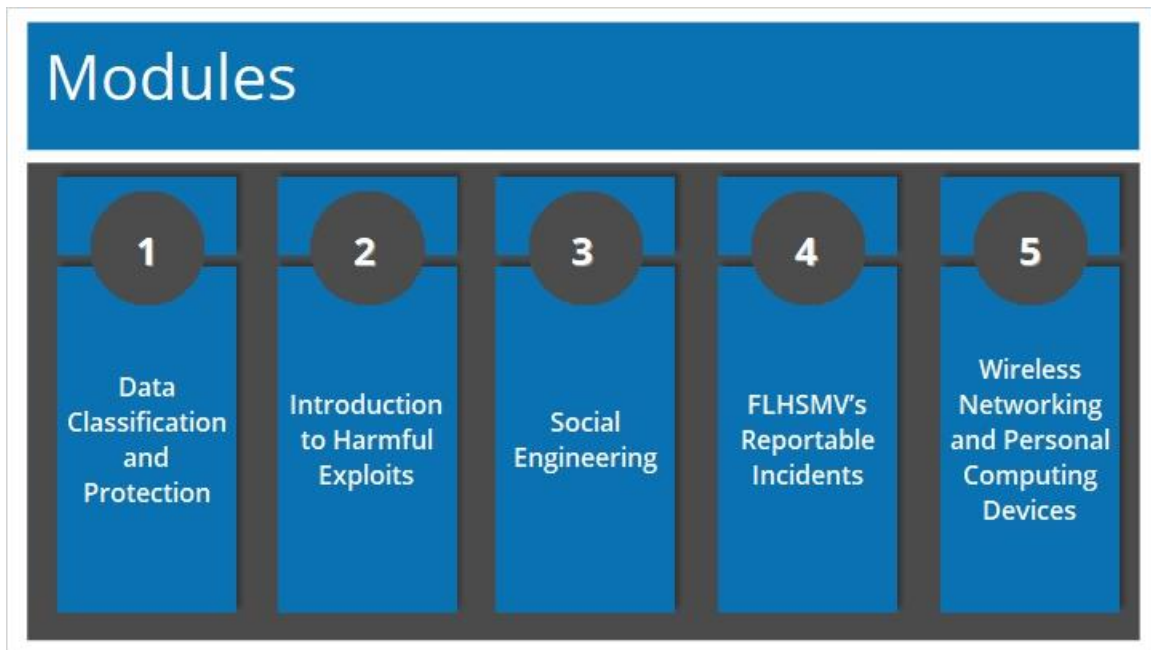 Modules
1
Data
Classification
and
Protection
2
Introduction
to Harmful
Exploits
3
Social
Engineering
4
FLHSMV’s
Reportable
Incidents
5
Wireless
Networking
and Personal
Computing
Devices